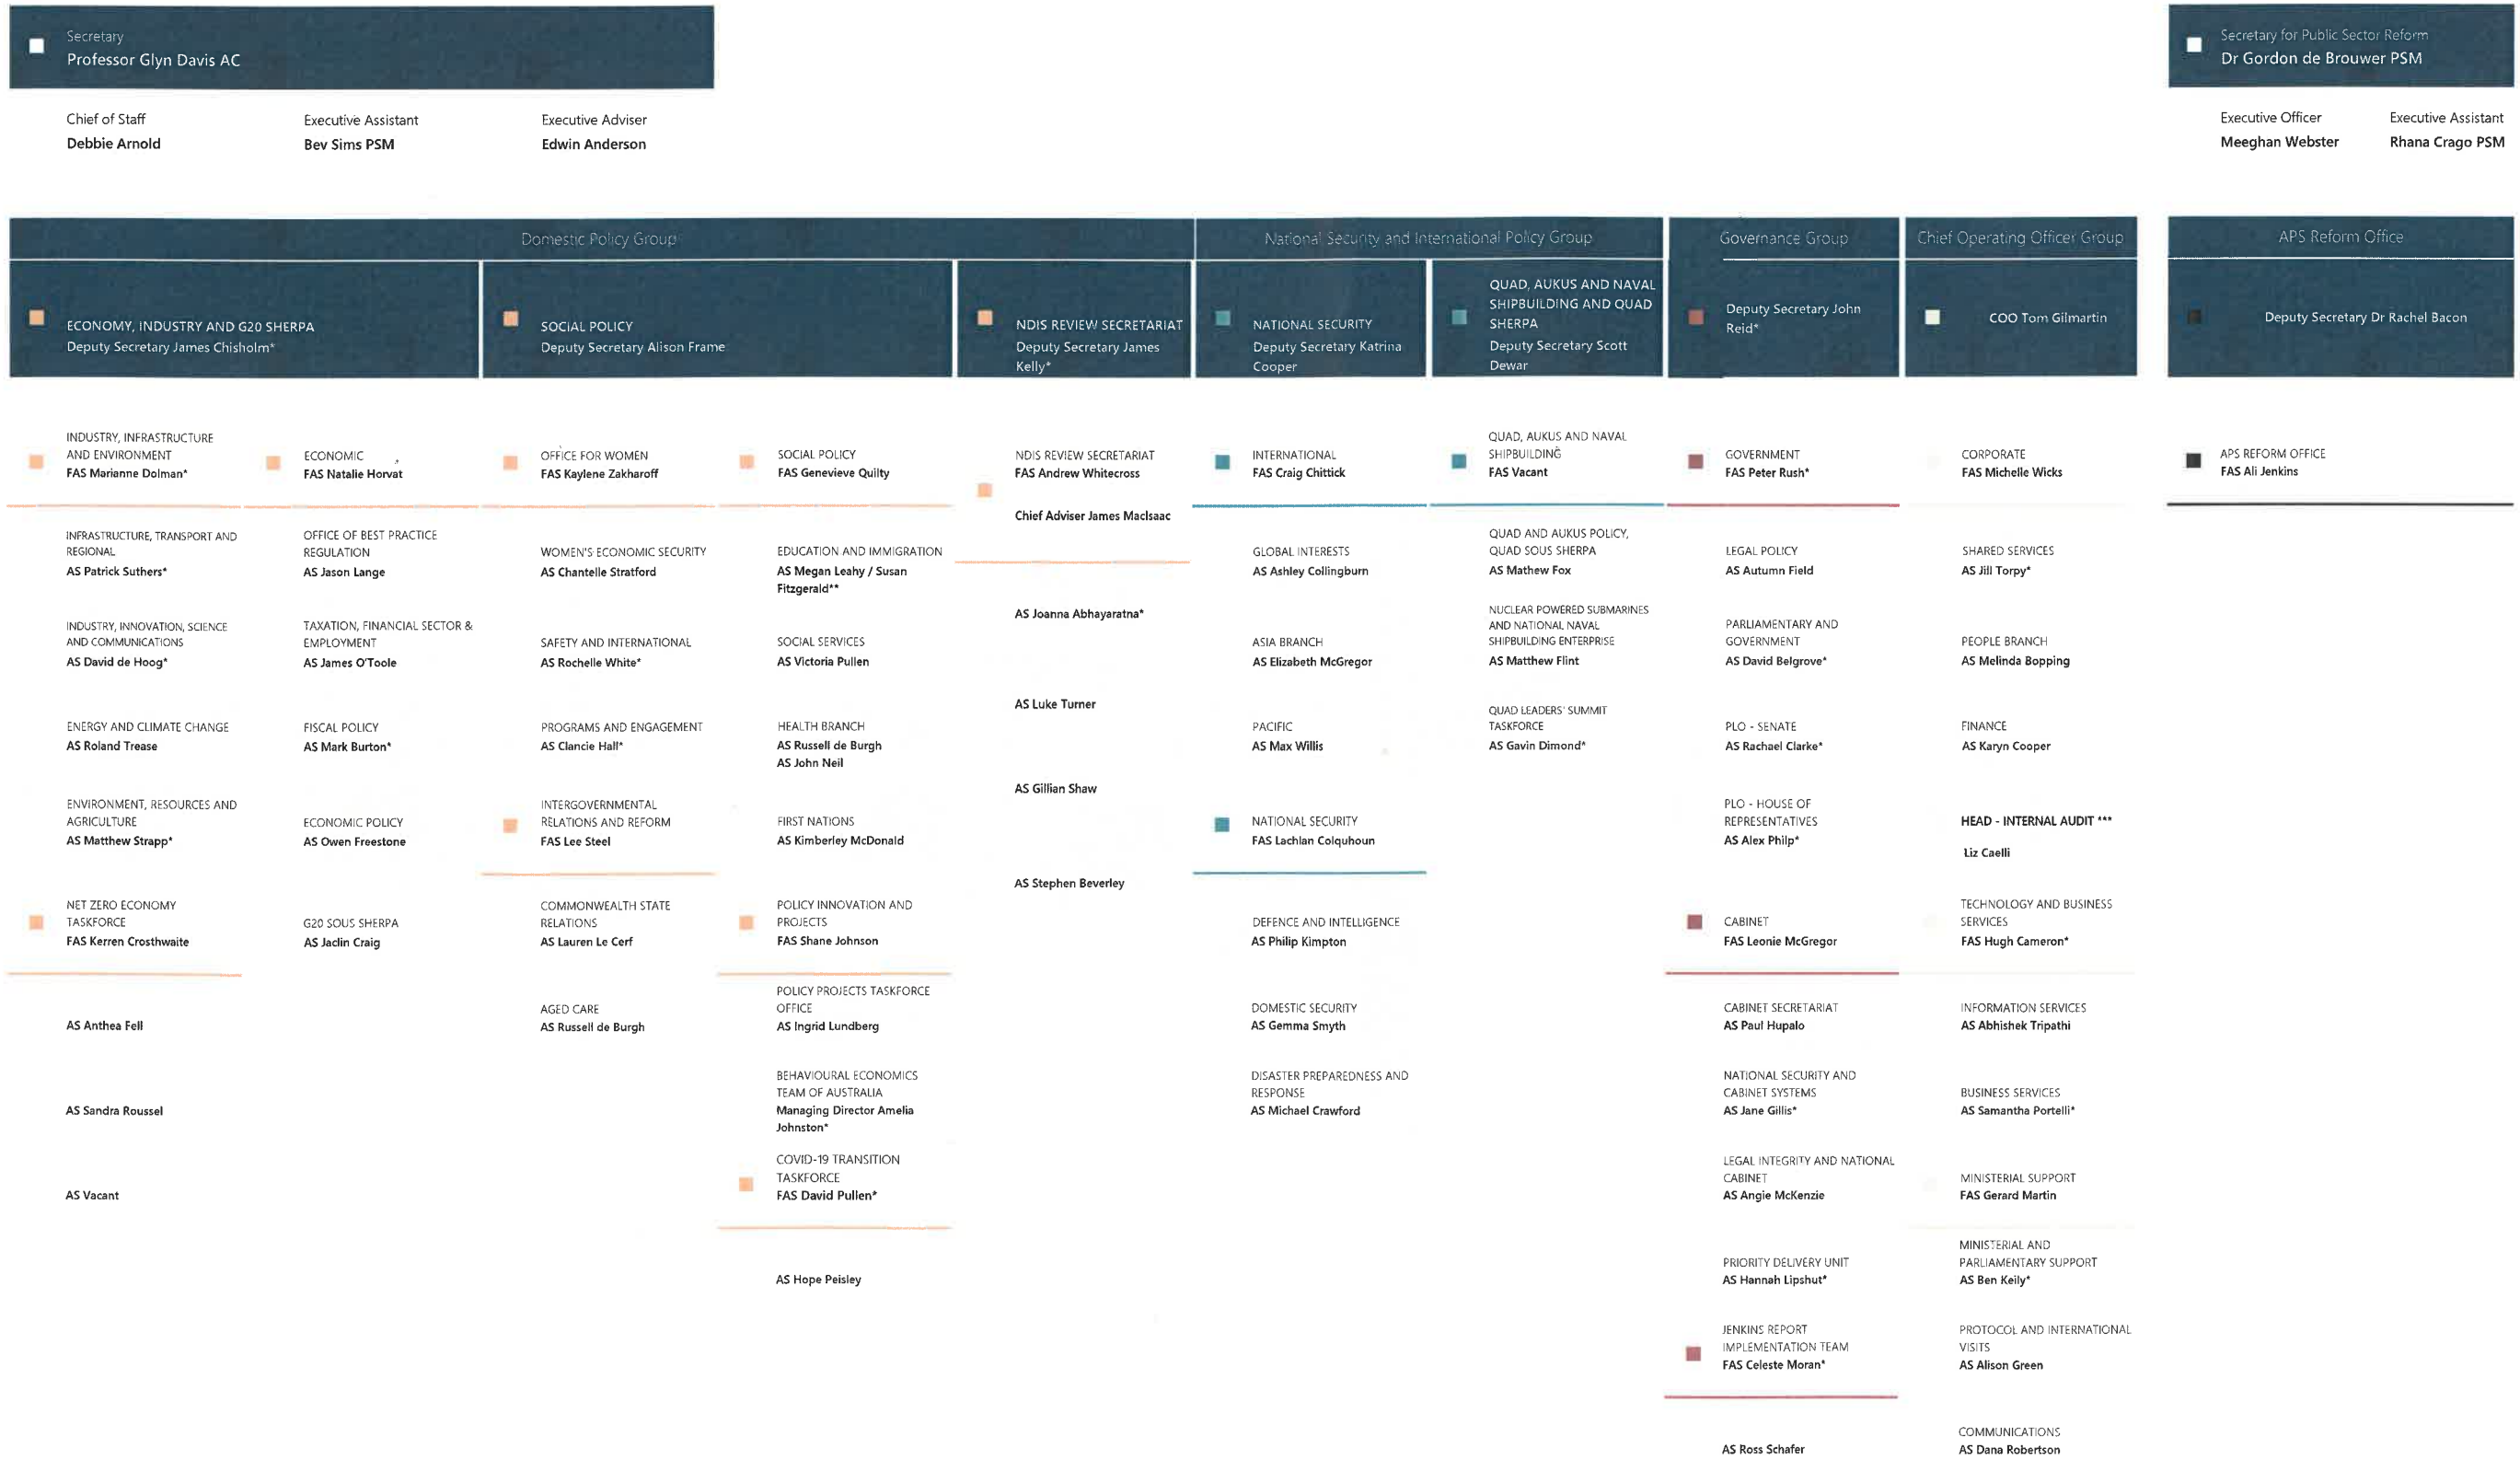 Secretary
Professor Glyn Davis AC
Chief of Staff
Debbie Arnold
Executive Assistant
Bev Sims PSM
Executive Adviser
Edwin Anderson
Secretary for Public Sector Reform
Dr Gordon de Brouwer PSM
Executive Officer
Meeghan Webster
Executive Assistant
Rhana Crago PSM
Domestic Policy Group
ECONOMY, INDUSTRY AND G20 SHERPA
Deputy Secretary James Chisholm*
SOCIAL POLICY
Deputy Secretary Alison Frame
NDIS REVIEW SECRETARIAT
Deputy Secretary James
Kelly*
National Security and International Policy Group
NATIONAL SECURITY
Deputy Secretary Katrina
Cooper
QUAD, AUKUS AND NAVAL
SHIPBUILDING AND QUAD
SHERPA
Deputy Secretary Scott
Dewar
Governance Group
Deputy Secretary John
Reid*
Chief Operating Officer Group
COO Tom Gilmartin
APS Reform Office
Deputy Secretary Dr Rachel Bacon
INDUSTRY, INFRASTRUCTURE
AND ENVIRONMENT
FAS Marianne Dolman*
INFRASTRUCTURE, TRANSPORT AND
REGIONAL
AS Patrick Suthers*
INDUSTRY, INNOVATION, SCIENCE
AND COMMUNICATIONS
AS David de Hoog*
ENERGY AND CLIMATE CHANGE
AS Roland Trease
ENVIRONMENT, RESOURCES AND
AGRICULTURE
AS Matthew Strapp*
NET ZERO ECONOMY
TASKFORCE
FAS Kerren Crosthwaite
AS Anthea Fell
AS Sandra Roussel
AS Vacant
ECONOMIC
FAS Natalie Horvat
OFFICE OF BEST PRACTICE
REGULATION
AS Jason Lange
TAXATION, FINANCIAL SECTOR &
EMPLOYMENT
AS James O'Toole
FISCAL POLICY
AS Mark Burton*
ECONOMIC POLICY
AS Owen Freestone
G20 SOUS SHERPA
AS Jaclin Craig
OFFICE FOR WOMEN
FAS Kaylene Zakharoff
WOMEN'S ECONOMIC SECURITY
AS Chantelle Stratford
SAFETY AND INTERNATIONAL
AS Rochelle White*
PROGRAMS AND ENGAGEMENT
AS Clancie Hall*
INTERGOVERNMENTAL
RELATIONS AND REFORM
FAS Lee Steel
COMMONWEALTH STATE
RELATIONS
AS Lauren Le Cerf
AGED CARE
AS Russell de Burgh
SOCIAL POLICY
FAS Genevieve Quilty
EDUCATION AND IMMIGRATION
AS Megan Leahy / Susan
Fitzgerald**
SOCIAL SERVICES
AS Victoria Pullen
HEALTH BRANCH
AS Russell de Burgh
AS John Neil
FIRST NATIONS
AS Kimberley McDonald
POLICY INNOVATION AND
PROJECTS
FAS Shane Johnson
POLICY PROJECTS TASKFORCE
OFFICE
AS Ingrid Lundberg
BEHAVIOURAL ECONOMICS
TEAM OF AUSTRALIA
Managing Director Amelia
Johnston*
COVID-19 TRANSITION
TASKFORCE
FAS David Pullen*
AS Hope Peisley
NDIS REVIEW SECRETARIAT
FAS Andrew Whitecross
Chief Adviser James MacIsaac
AS Joanna Abhayaratna*
AS Luke Turner
AS Gillian Shaw
AS Stephen Beverley
INTERNATIONAL
FAS Craig Chittick
GLOBAL INTERESTS
AS Ashley Collingburn
ASIA BRANCH
AS Elizabeth McGregor
PACIFIC
AS Max Willis
NATIONAL SECURITY
FAS Lachlan Colquhoun
DEFENCE AND INTELLIGENCE
AS Philip Kimpton
DOMESTIC SECURITY
AS Gemma Smyth
DISASTER PREPAREDNESS AND
RESPONSE
AS Michael Crawford
QUAD, AUKUS AND NAVAL
SHIPBUILDING
FAS Vacant
QUAD AND AUKUS POLICY,
QUAD SOUS SHERPA
AS Mathew Fox
NUCLEAR POWERED SUBMARINES
AND NATIONAL NAVAL
SHIPBUILDING ENTERPRISE
AS Matthew Flint
QUAD LEADERS' SUMMIT
TASKFORCE
AS Gavin Dimond*
GOVERNMENT
FAS Peter Rush*
LEGAL POLICY
AS Autumn Field
PARLIAMENTARY AND
GOVERNMENT
AS David Belgrove*
PLO - SENATE
AS Rachael Clarke*
PLO - HOUSE OF
REPRESENTATIVES
AS Alex Philp*
CABINET
FAS Leonie McGregor
CABINET SECRETARIAT
AS Paul Hupalo
NATIONAL SECURITY AND
CABINET SYSTEMS
AS Jane Gillis*
LEGAL INTEGRITY AND NATIONAL
CABINET
AS Angie McKenzie
PRIORITY DELIVERY UNIT
AS Hannah Lipshut*
JENKINS REPORT
IMPLEMENTATION TEAM
FAS Celeste Moran*
AS Ross Schafer
CORPORATE
FAS Michelle Wicks
SHARED SERVICES
AS Jill Torpy*
PEOPLE BRANCH
AS Melinda Bopping
FINANCE
AS Karyn Cooper
HEAD - INTERNAL AUDIT ***
Liz Caelli
TECHNOLOGY AND BUSINESS
SERVICES
FAS Hugh Cameron*
INFORMATION SERVICES
AS Abhishek Tripathi
BUSINESS SERVICES
AS Samantha Portelli*
MINISTERIAL SUPPORT
FAS Gerard Martin
MINISTERIAL AND
PARLIAMENTARY SUPPORT
AS Ben Keily*
PROTOCOL AND INTERNATIONAL
VISITS
AS Alison Green
COMMUNICATIONS
AS Dana Robertson
APS REFORM OFFICE
FAS Ali Jenkins